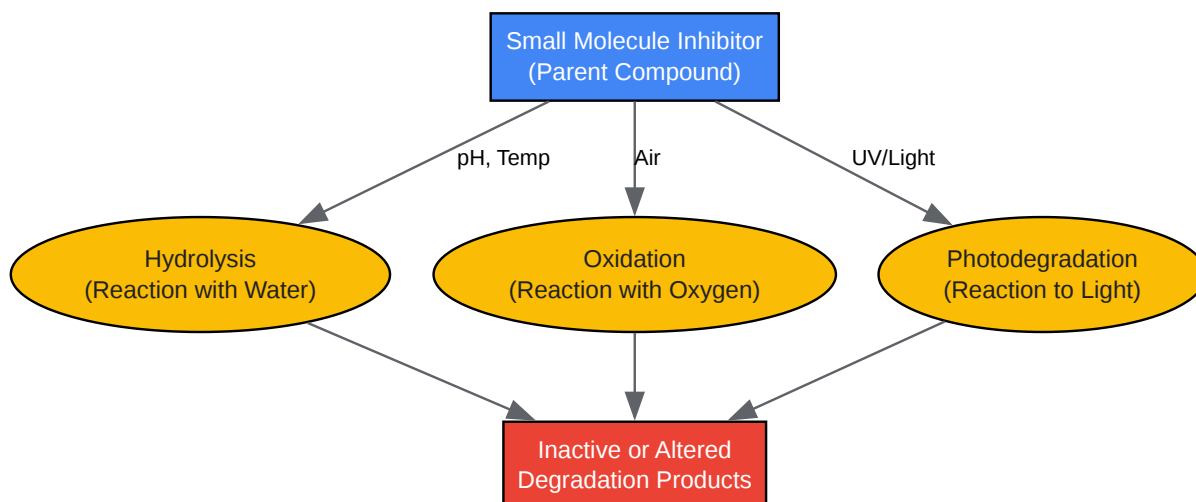 Small Molecule Inhibitor
(Parent Compound)
pH, Temp
Air
UV/Light
Hydrolysis
(Reaction with Water)
Oxidation
(Reaction with Oxygen)
Photodegradation
(Reaction to Light)
Inactive or Altered
Degradation Products